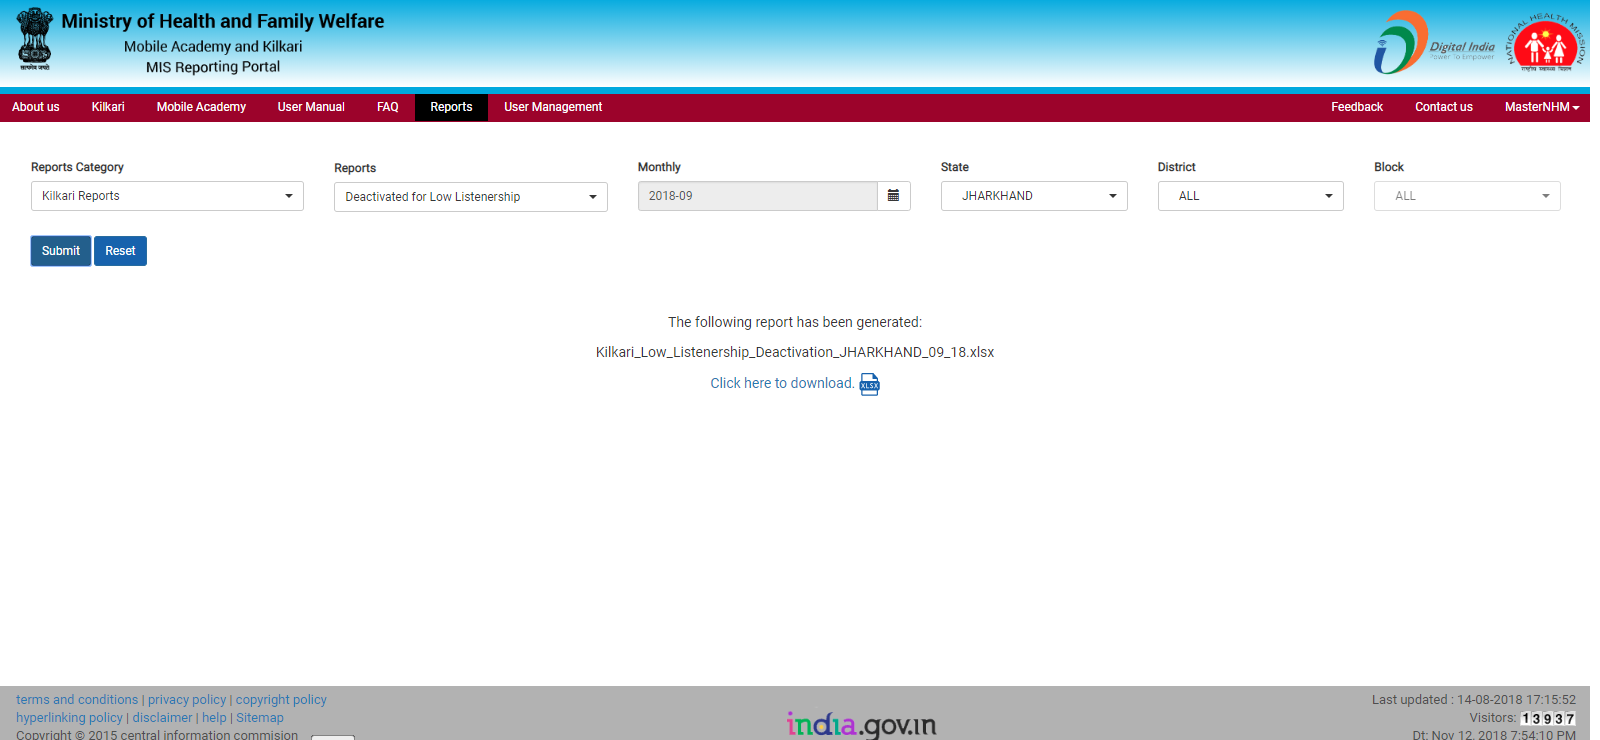 Ministry of Health and Family Welfare
Mobile Academy and Kilkari
MIS Reporting Portal
सत्यमेव जयते
Digital India
Power To Empower
NATIONAL HEALTH MISSION
About us Kilkari Mobile Academy User Manual FAQ Reports User Management Feedback Contact us MasterNHM
Reports Category Reports Monthly State District Block
Kilkari Reports Deactivated for Low Listenership 2018-09 JHARKHAND ALL ALL
Submit Reset
The following report has been generated:
Kilkari_Low_Listenership_Deactivation_JHARKHAND_09_18.xlsx
Click here to download. XLSX
terms and conditions | privacy policy | copyright policy
hyperlinking policy | disclaimer | help | Sitemap
Copyright © 2015 central information commision
india.gov.in
Last updated : 14-08-2018 17:15:52
Visitors: 13937
Dt: Nov 12, 2018 7:54:10 PM